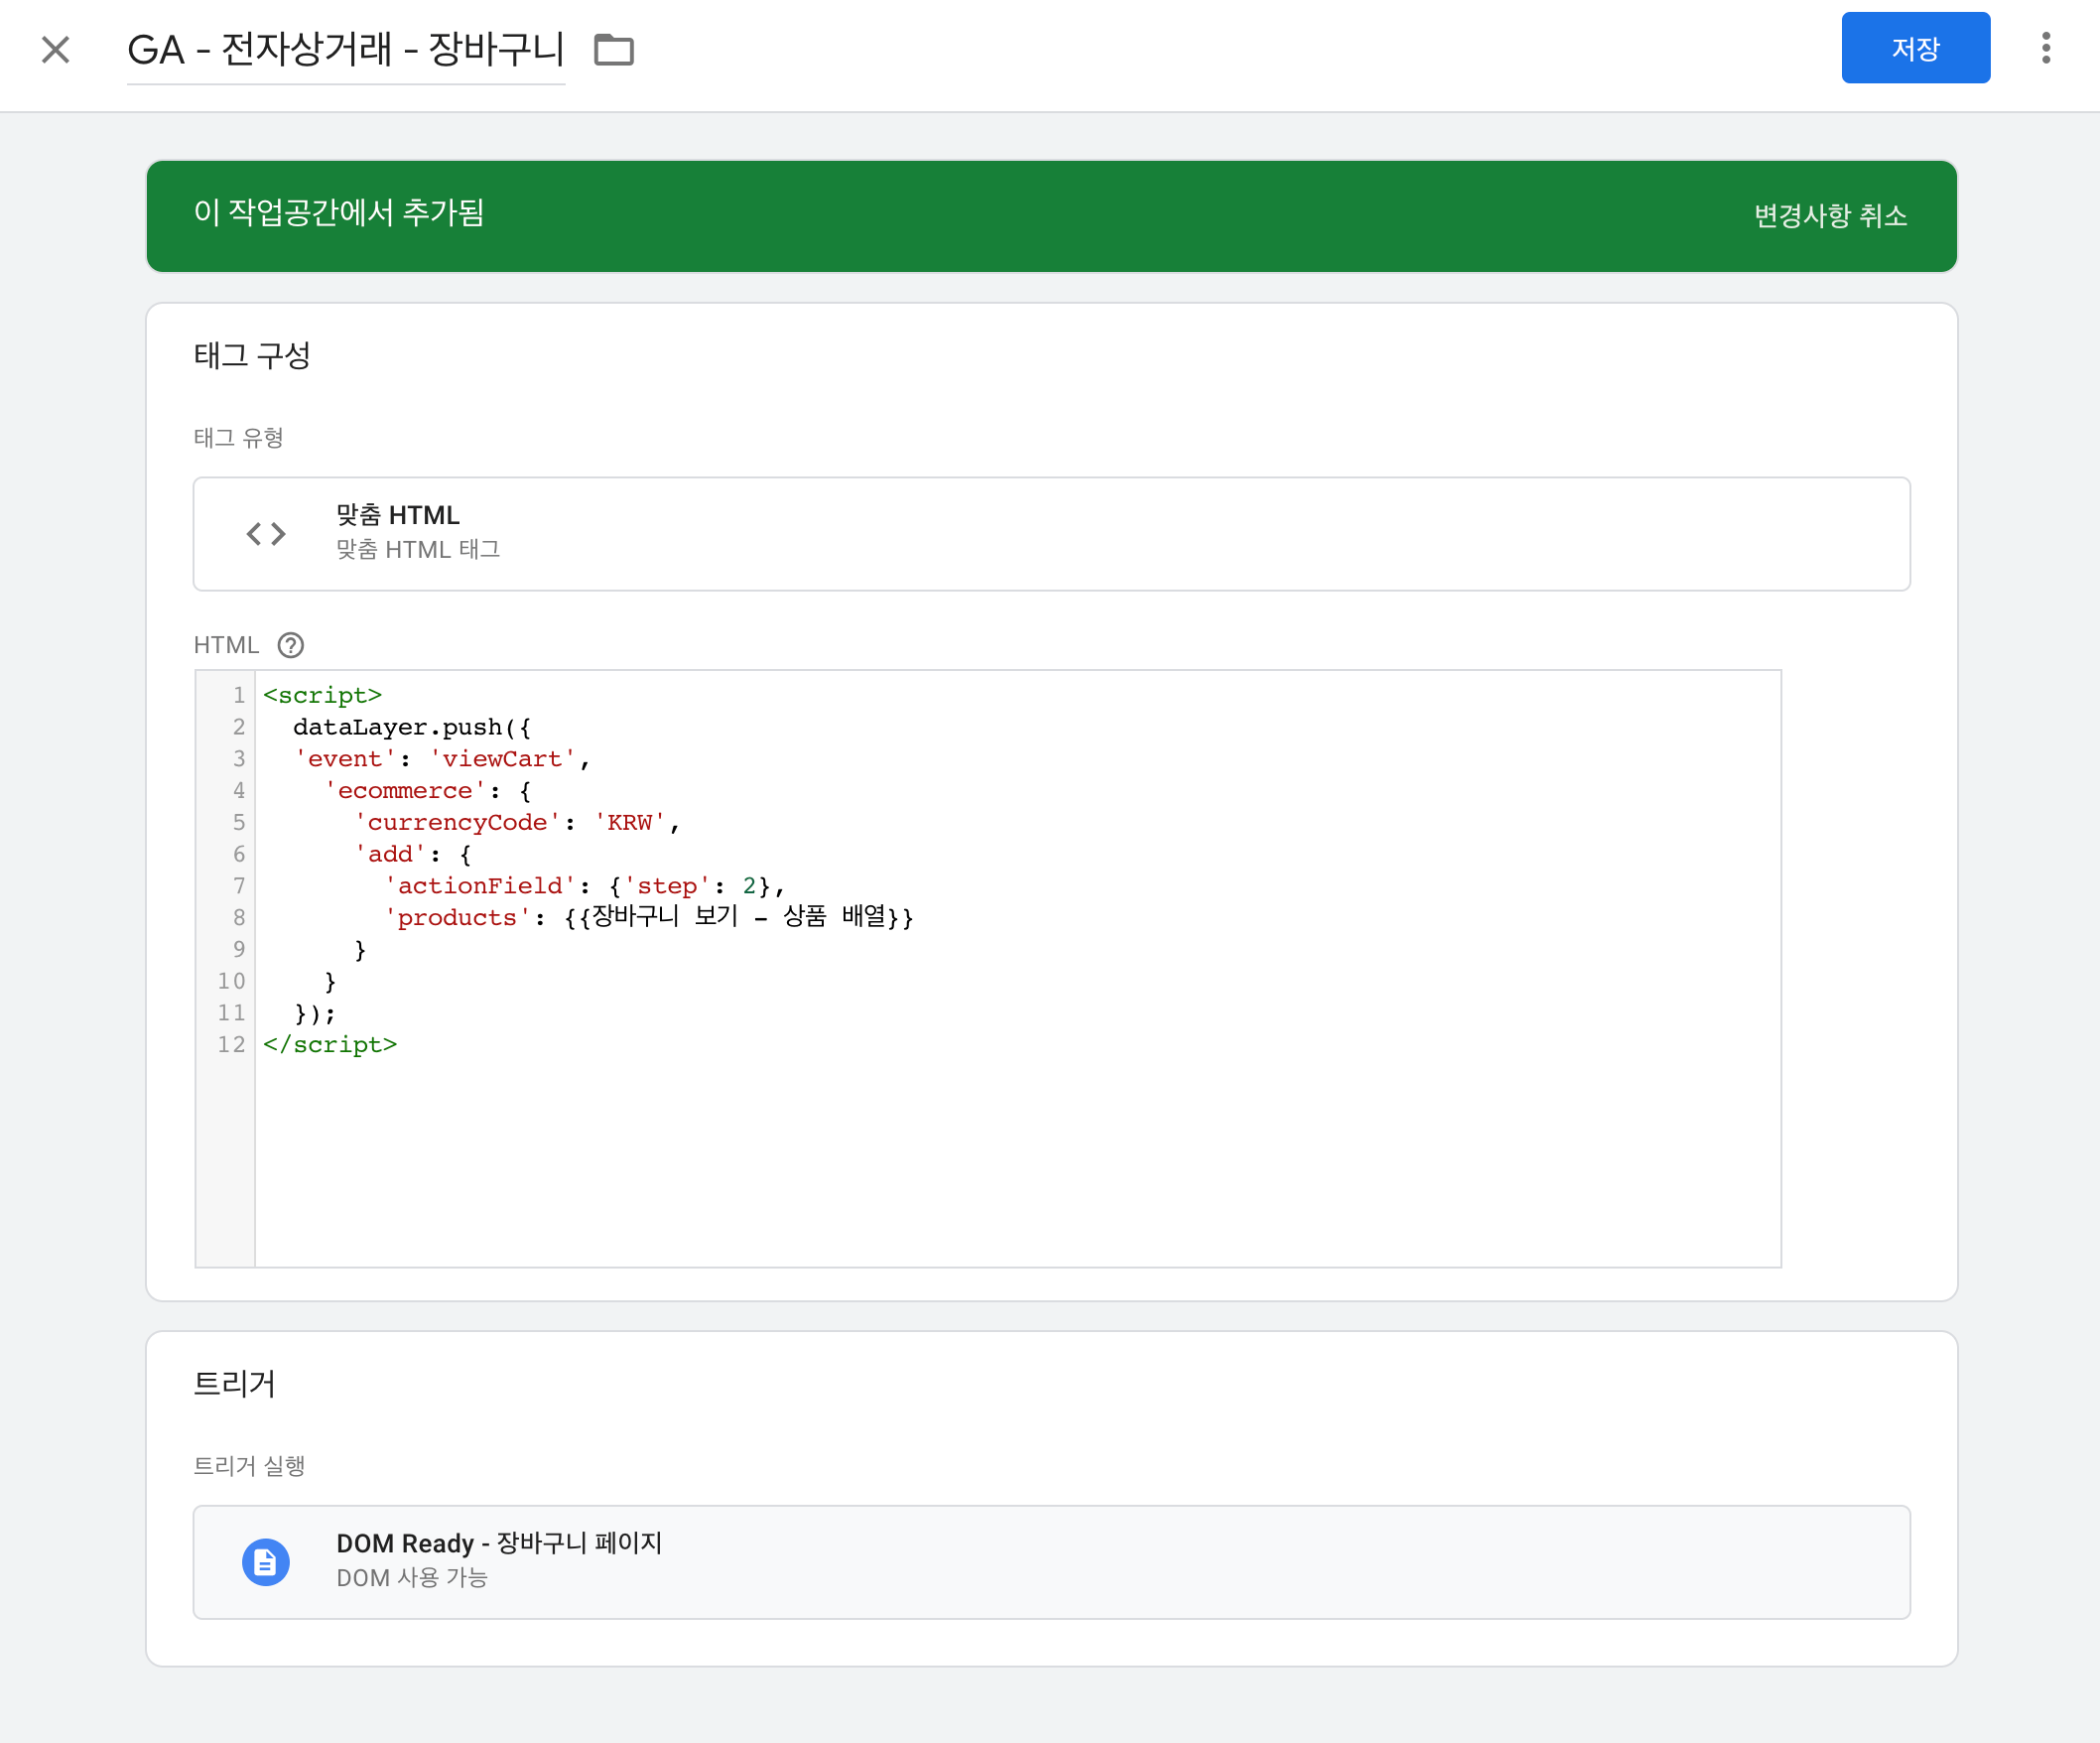 GA - 전자상거래 - 장바구니
저장
이 작업공간에서 추가됨
변경사항 취소
태그 구성
태그 유형
맞춤 HTML
맞춤 HTML 태그
HTML
1 <script>
2   dataLayer.push({
3   'event': 'viewCart',
4     'ecommerce': {
5       'currencyCode': 'KRW',
6       'add': {
7         'actionField': {'step': 2},
8         'products': {{장바구니 보기 - 상품 배열}}
9       }
10     }
11   });
12 </script>
트리거
트리거 실행
DOM Ready - 장바구니 페이지
DOM 사용 가능